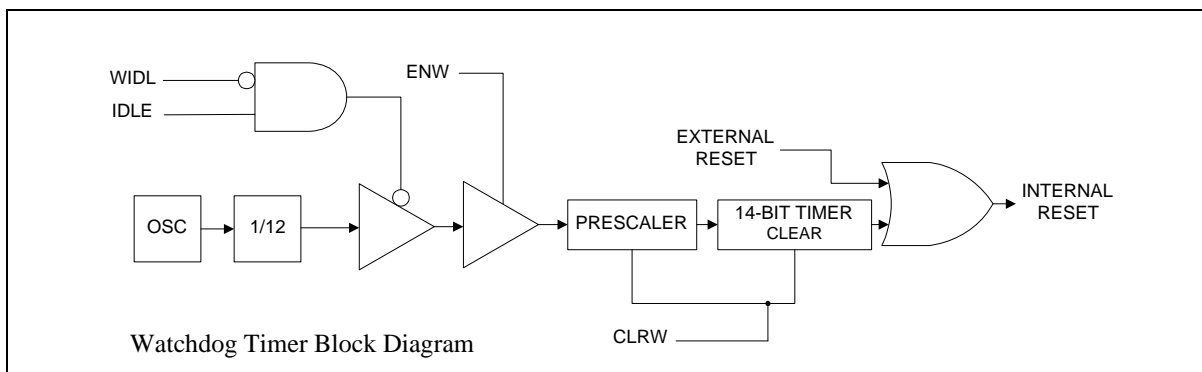 WIDL
IDLE
ENW
EXTERNAL
RESET
OSC
1/12
PRESCALER
14-BIT TIMER
CLEAR
INTERNAL
RESET
CLRW
Watchdog Timer Block Diagram